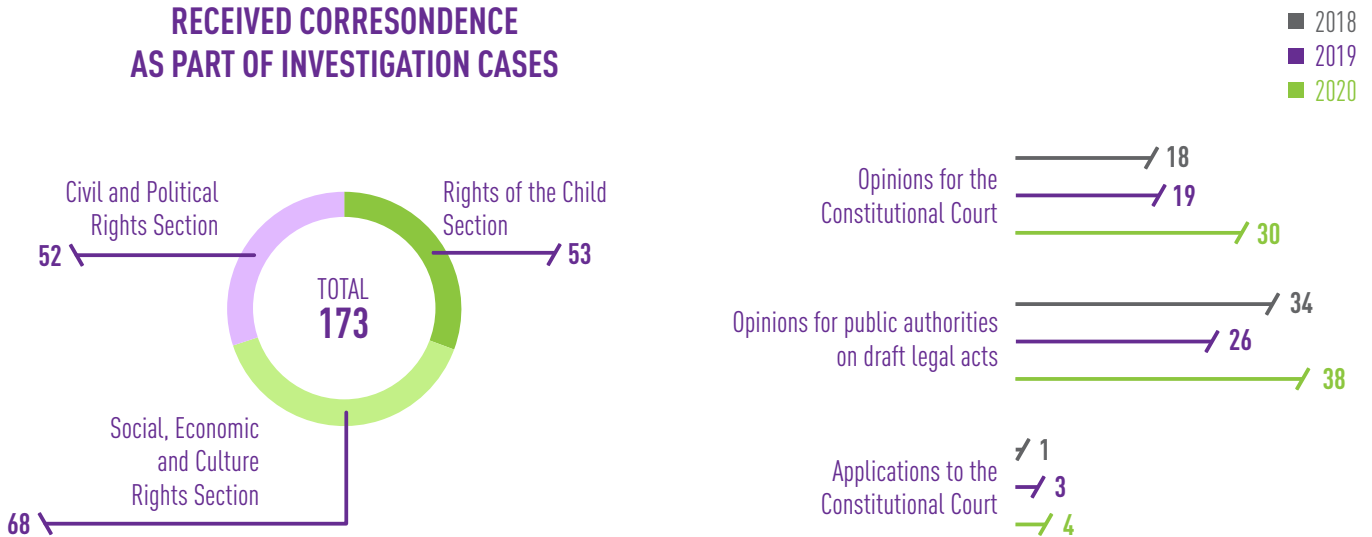 RECEIVED CORRESONDENCE
AS PART OF INVESTIGATION CASES
Civil and Political
Rights Section
52
Rights of the Child
Section
53
TOTAL
173
Social, Economic
and Culture
Rights Section
68
2018
2019
2020
Opinions for the
Constitutional Court
18
19
30
Opinions for public authorities
on draft legal acts
34
26
38
Applications to the
Constitutional Court
1
3
4